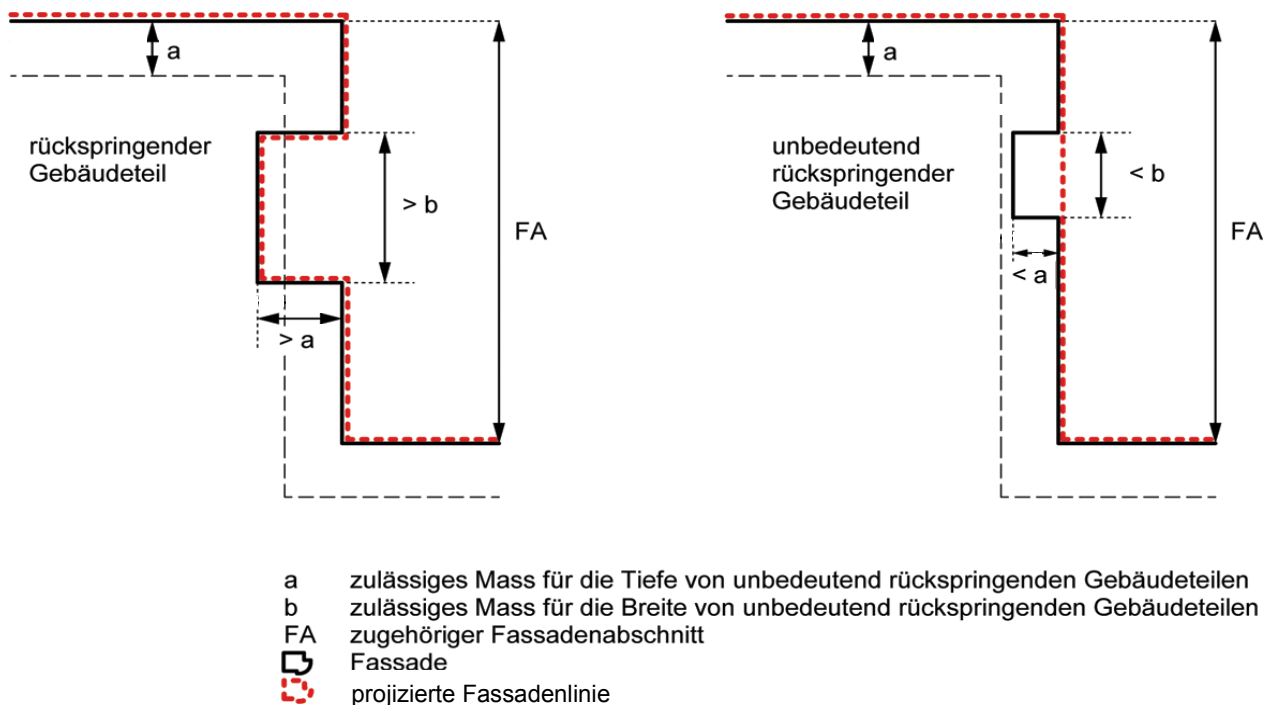 a
rückspringender
Gebäudeteil
> b
FA
> a
a
unbedeutend
rückspringender
Gebäudeteil
< b
FA
< a
a zulässiges Mass für die Tiefe von unbedeutend rückspringenden Gebäudeteilen
b zulässiges Mass für die Breite von unbedeutend rückspringenden Gebäudeteilen
FA zugehöriger Fassadenabschnitt
Fassade
projizierte Fassadenlinie